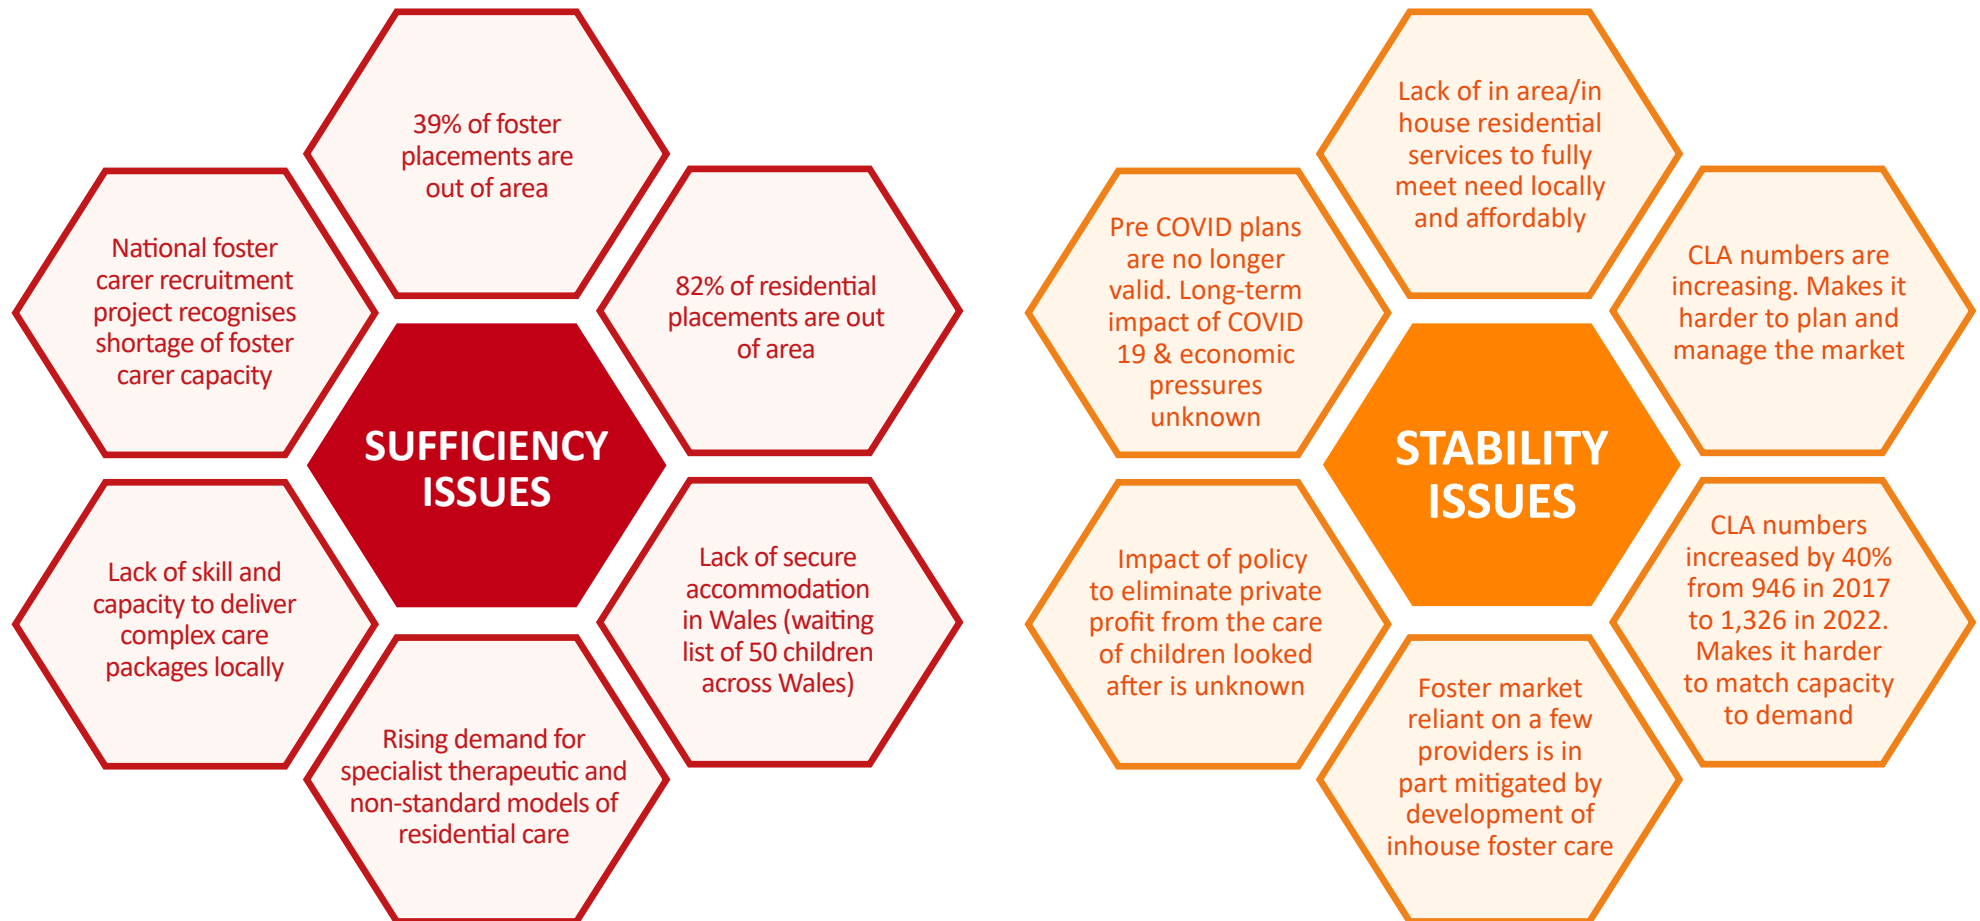 39% of foster
placements are
out of area
National foster
carer recruitment
project recognises
shortage of foster
carer capacity
82% of residential
placements are out
of area
SUFFICIENCY
ISSUES
Lack of skill and
capacity to deliver
complex care
packages locally
Lack of secure
accommodation
in Wales (waiting
list of 50 children
across Wales)
Rising demand for
specialist therapeutic and
non-standard models of
residential care
Lack of in area/in
house residential
services to fully
meet need locally
and affordably
Pre COVID plans
are no longer
valid. Long-term
impact of COVID
19 & economic
pressures
unknown
CLA numbers are
increasing. Makes it
harder to plan and
manage the market
STABILITY
ISSUES
Impact of policy
to eliminate private
profit from the care
of children looked
after is unknown
CLA numbers
increased by 40%
from 946 in 2017
to 1,326 in 2022.
Makes it harder
to match capacity
to demand
Foster market
reliant on a few
providers is in
part mitigated by
development of
inhouse foster care